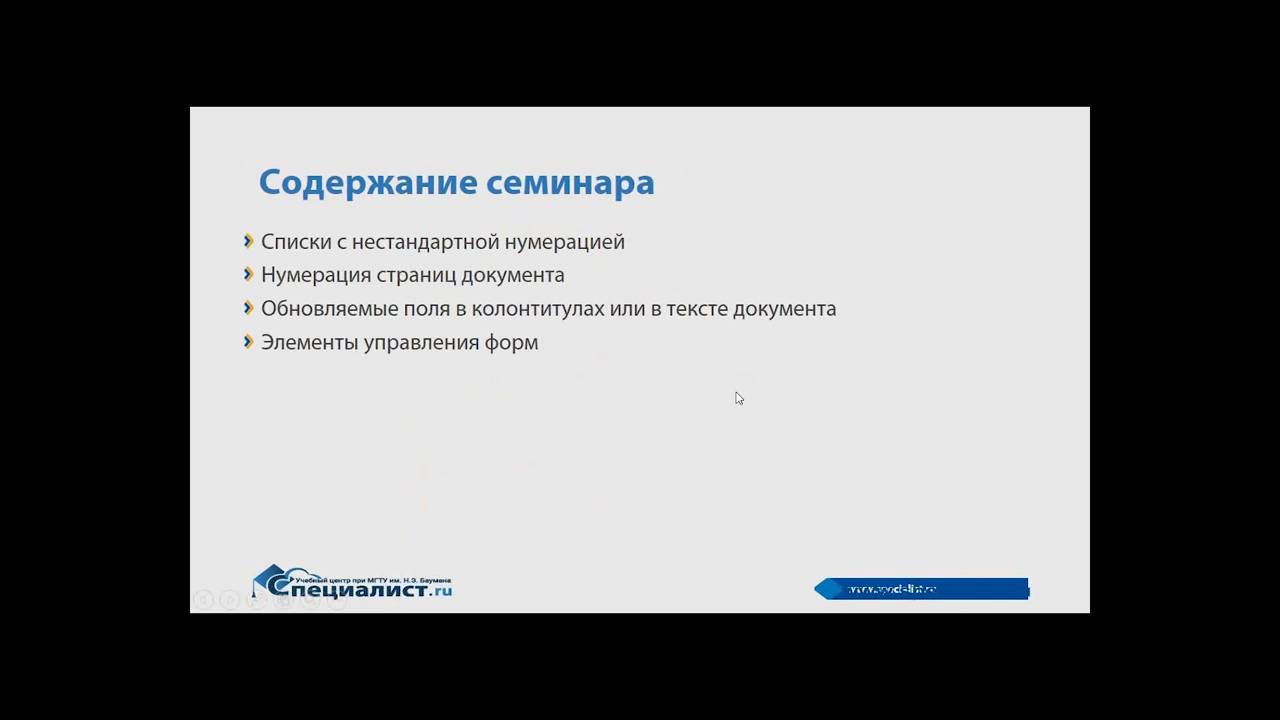 Содержание семинара
Списки с нестандартной нумерацией
Нумерация страниц документа
Обновляемые поля в колонтитулах или в тексте документа
Элементы управления форм
Учебный центр при МГТУ им. Н.Э. Баумана
Специалист.ru